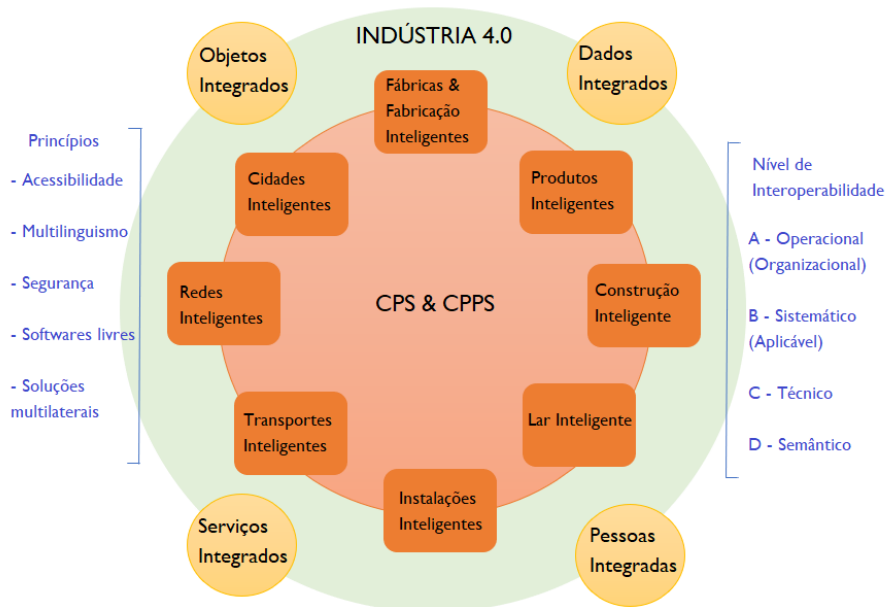 INDÚSTRIA 4.0
Objetos
Integrados
Dados
Integrados
Fábricas &
Fabricação
Inteligentes
Princípios
- Acessibilidade
- Multilinguismo
- Segurança
- Softwares livres
- Soluções
multilaterais
Cidades
Inteligentes
Produtos
Inteligentes
Redes
Inteligentes
CPS & CPPS
Construção
Inteligente
Transportes
Inteligentes
Lar Inteligente
Instalações
Inteligentes
Nível de
Interoperabilidade
A - Operacional
(Organizacional)
B - Sistemático
(Aplicável)
C - Técnico
D - Semântico
Serviços
Integrados
Pessoas
Integradas